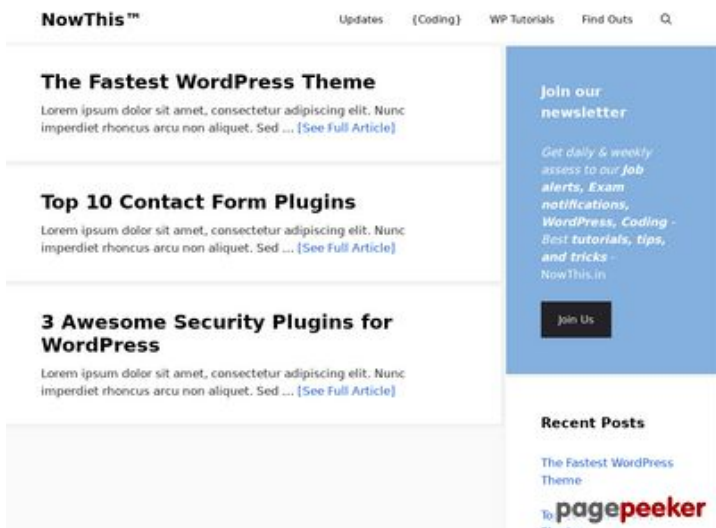 NowThis™
Updates {Coding} WP Tutorials Find Outs
The Fastest WordPress Theme
Lorem ipsum dolor sit amet, consectetur adipiscing elit. Nunc
imperdiet rhoncus arcu non aliquet. Sed ... [See Full Article]
Top 10 Contact Form Plugins
Lorem ipsum dolor sit amet, consectetur adipiscing elit. Nunc
imperdiet rhoncus arcu non aliquet. Sed ... [See Full Article]
3 Awesome Security Plugins for
WordPress
Lorem ipsum dolor sit amet, consectetur adipiscing elit. Nunc
imperdiet rhoncus arcu non aliquet. Sed ... [See Full Article]
Join our
newsletter
Get daily & weekly
assess to our Job
alerts, Exam
notifications,
WordPress, Coding -
Best tutorials, tips,
and tricks -
NowThis.in
Join Us
Recent Posts
The Fastest WordPress
Theme
pagepeeker